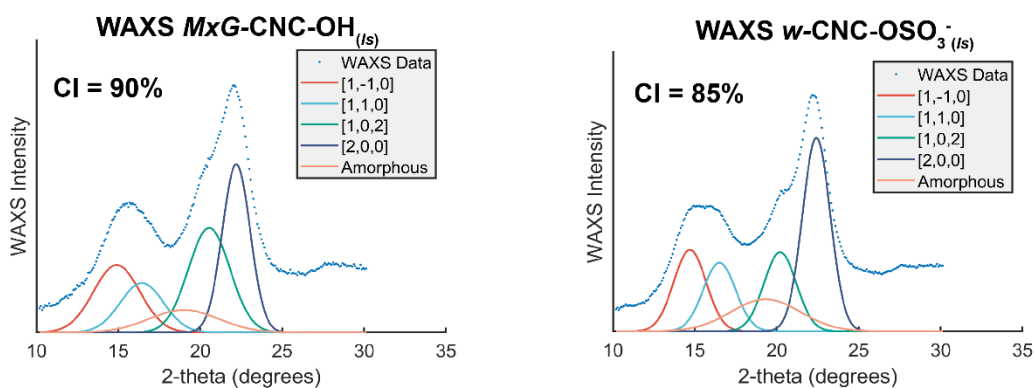 WAXS MxG-CNC-OH(ls)
CI = 90%
WAXS Data
[1,-1,0]
[1,1,0]
[1,0,2]
[2,0,0]
Amorphous
WAXS Intensity
10 15 20 25 30 35
2-theta (degrees)
WAXS w-CNC-OSO3-(ls)
CI = 85%
WAXS Data
[1,-1,0]
[1,1,0]
[1,0,2]
[2,0,0]
Amorphous
WAXS Intensity
10 15 20 25 30 35
2-theta (degrees)